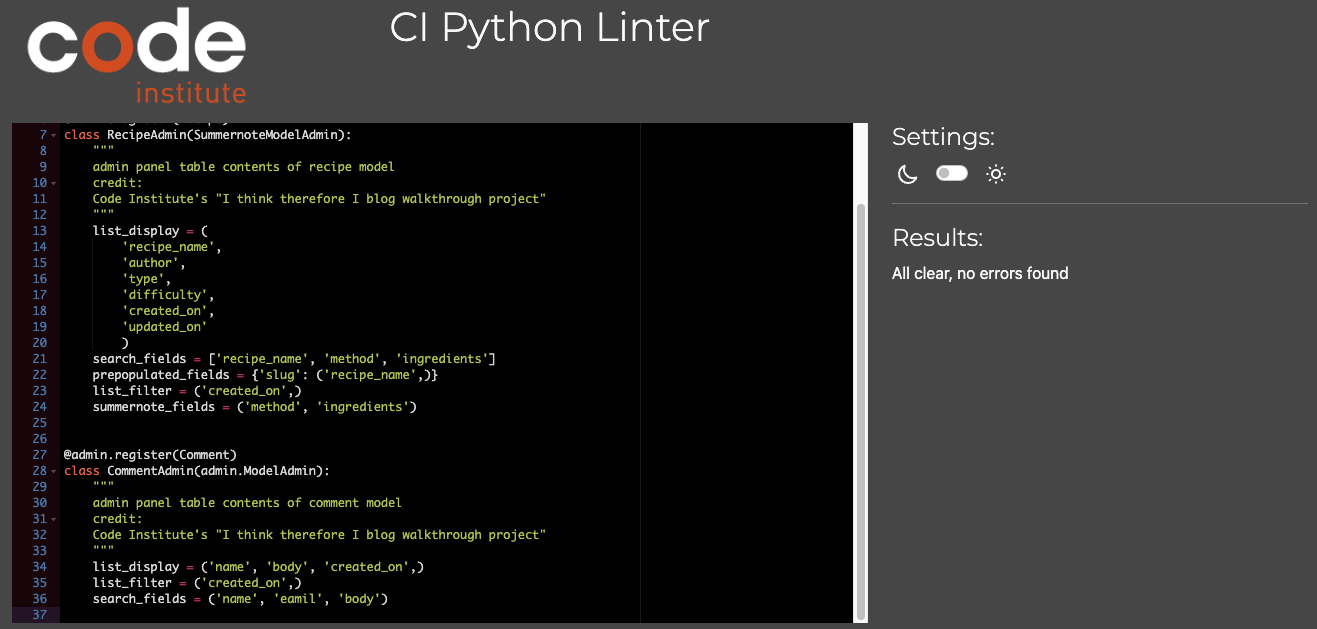 code
institute
CI Python Linter
7 class RecipeAdmin(SummernoteModelAdmin):
8 """
9 admin panel table contents of recipe model
10 credit:
11 Code Institute's "I think therefore I blog walkthrough project"
12 """
13 list_display = (
14 'recipe_name',
15 'author',
16 'type',
17 'difficulty',
18 'created_on',
19 'updated_on'
20 )
21 search_fields = ['recipe_name', 'method', 'ingredients']
22 prepopulated_fields = {'slug': ('recipe_name',)}
23 list_filter = ('created_on',)
24 summernote_fields = ('method', 'ingredients')
25
26
27 @admin.register(Comment)
28 class CommentAdmin(admin.ModelAdmin):
29 """
30 admin panel table contents of comment model
31 credit:
32 Code Institute's "I think therefore I blog walkthrough project"
33 """
34 list_display = ('name', 'body', 'created_on',)
35 list_filter = ('created_on',)
36 search_fields = ('name', 'eamil', 'body')
37
Settings:
Results:
All clear, no errors found